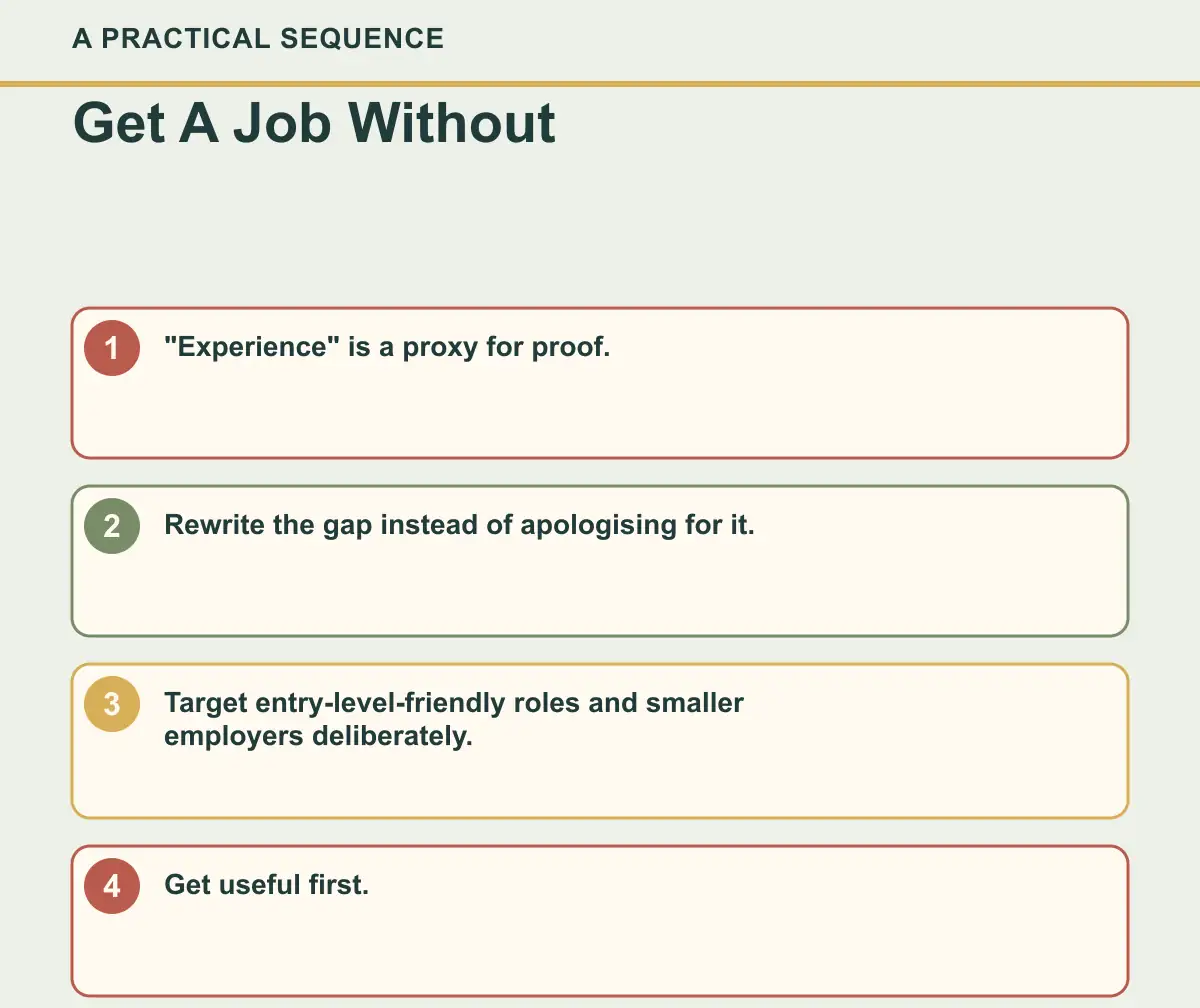 A PRACTICAL SEQUENCE
Get A Job Without
1
"Experience" is a proxy for proof.
2
Rewrite the gap instead of apologising for it.
3
Target entry-level-friendly roles and smaller
employers deliberately.
4
Get useful first.